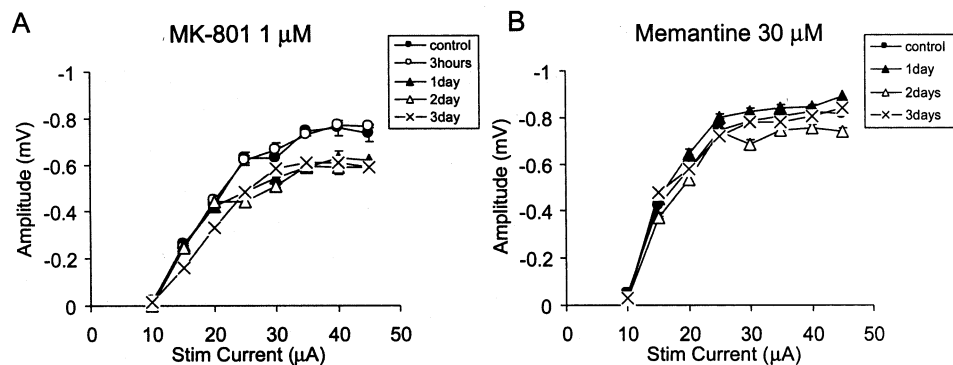 A
MK-801 1 μM
control
3hours
1day
2day
3day
-1
-0.8
-0.6
-0.4
-0.2
0
Amplitude (mV)
0
10
20
30
40
50
Stim Current (μA)
B
Memantine 30 μM
control
1day
2days
3days
-1
-0.8
-0.6
-0.4
-0.2
0
Amplitude (mV)
0
10
20
30
40
50
Stim Current (μA)